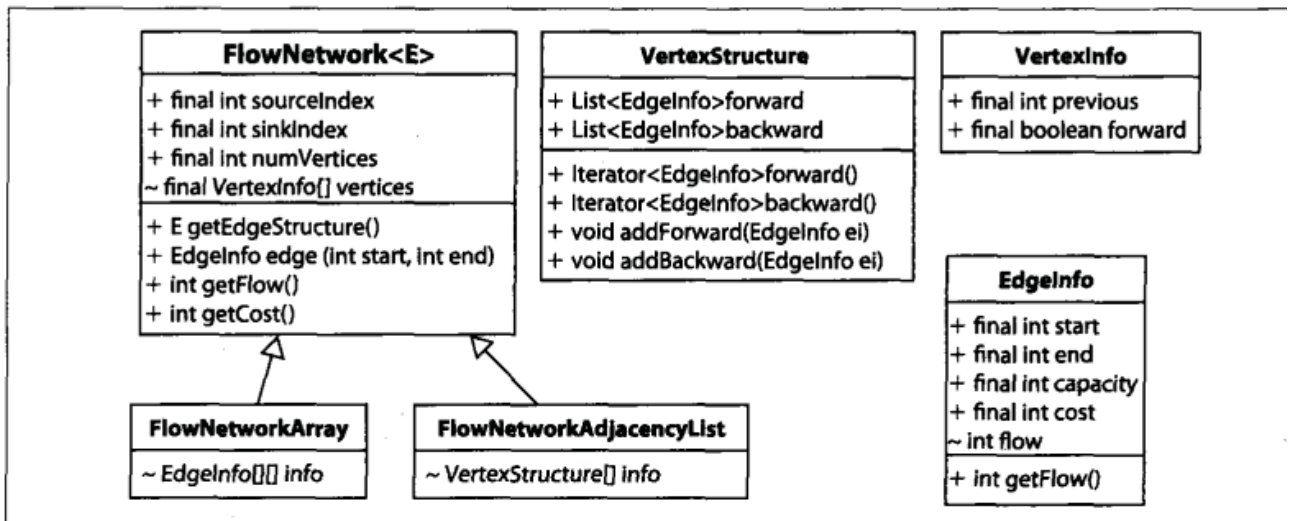 FlowNetwork<E>
+ final int sourceIndex
+ final int sinkIndex
+ final int numVertices
~ final VertexInfo[] vertices
+ E getEdgeStructure()
+ EdgeInfo edge (int start, int end)
+ int getFlow()
+ int getCost()
VertexStructure
+ List<EdgeInfo>forward
+ List<EdgeInfo>backward
+ Iterator<EdgeInfo>forward()
+ Iterator<EdgeInfo>backward()
+ void addForward(EdgeInfo ei)
+ void addBackward(EdgeInfo ei)
VertexInfo
+ final int previous
+ final boolean forward
EdgeInfo
+ final int start
+ final int end
+ final int capacity
+ final int cost
~ int flow
+ int getFlow()
FlowNetworkArray
~ EdgeInfo[][] info
FlowNetworkAdjacencyList
~ VertexStructure[] info